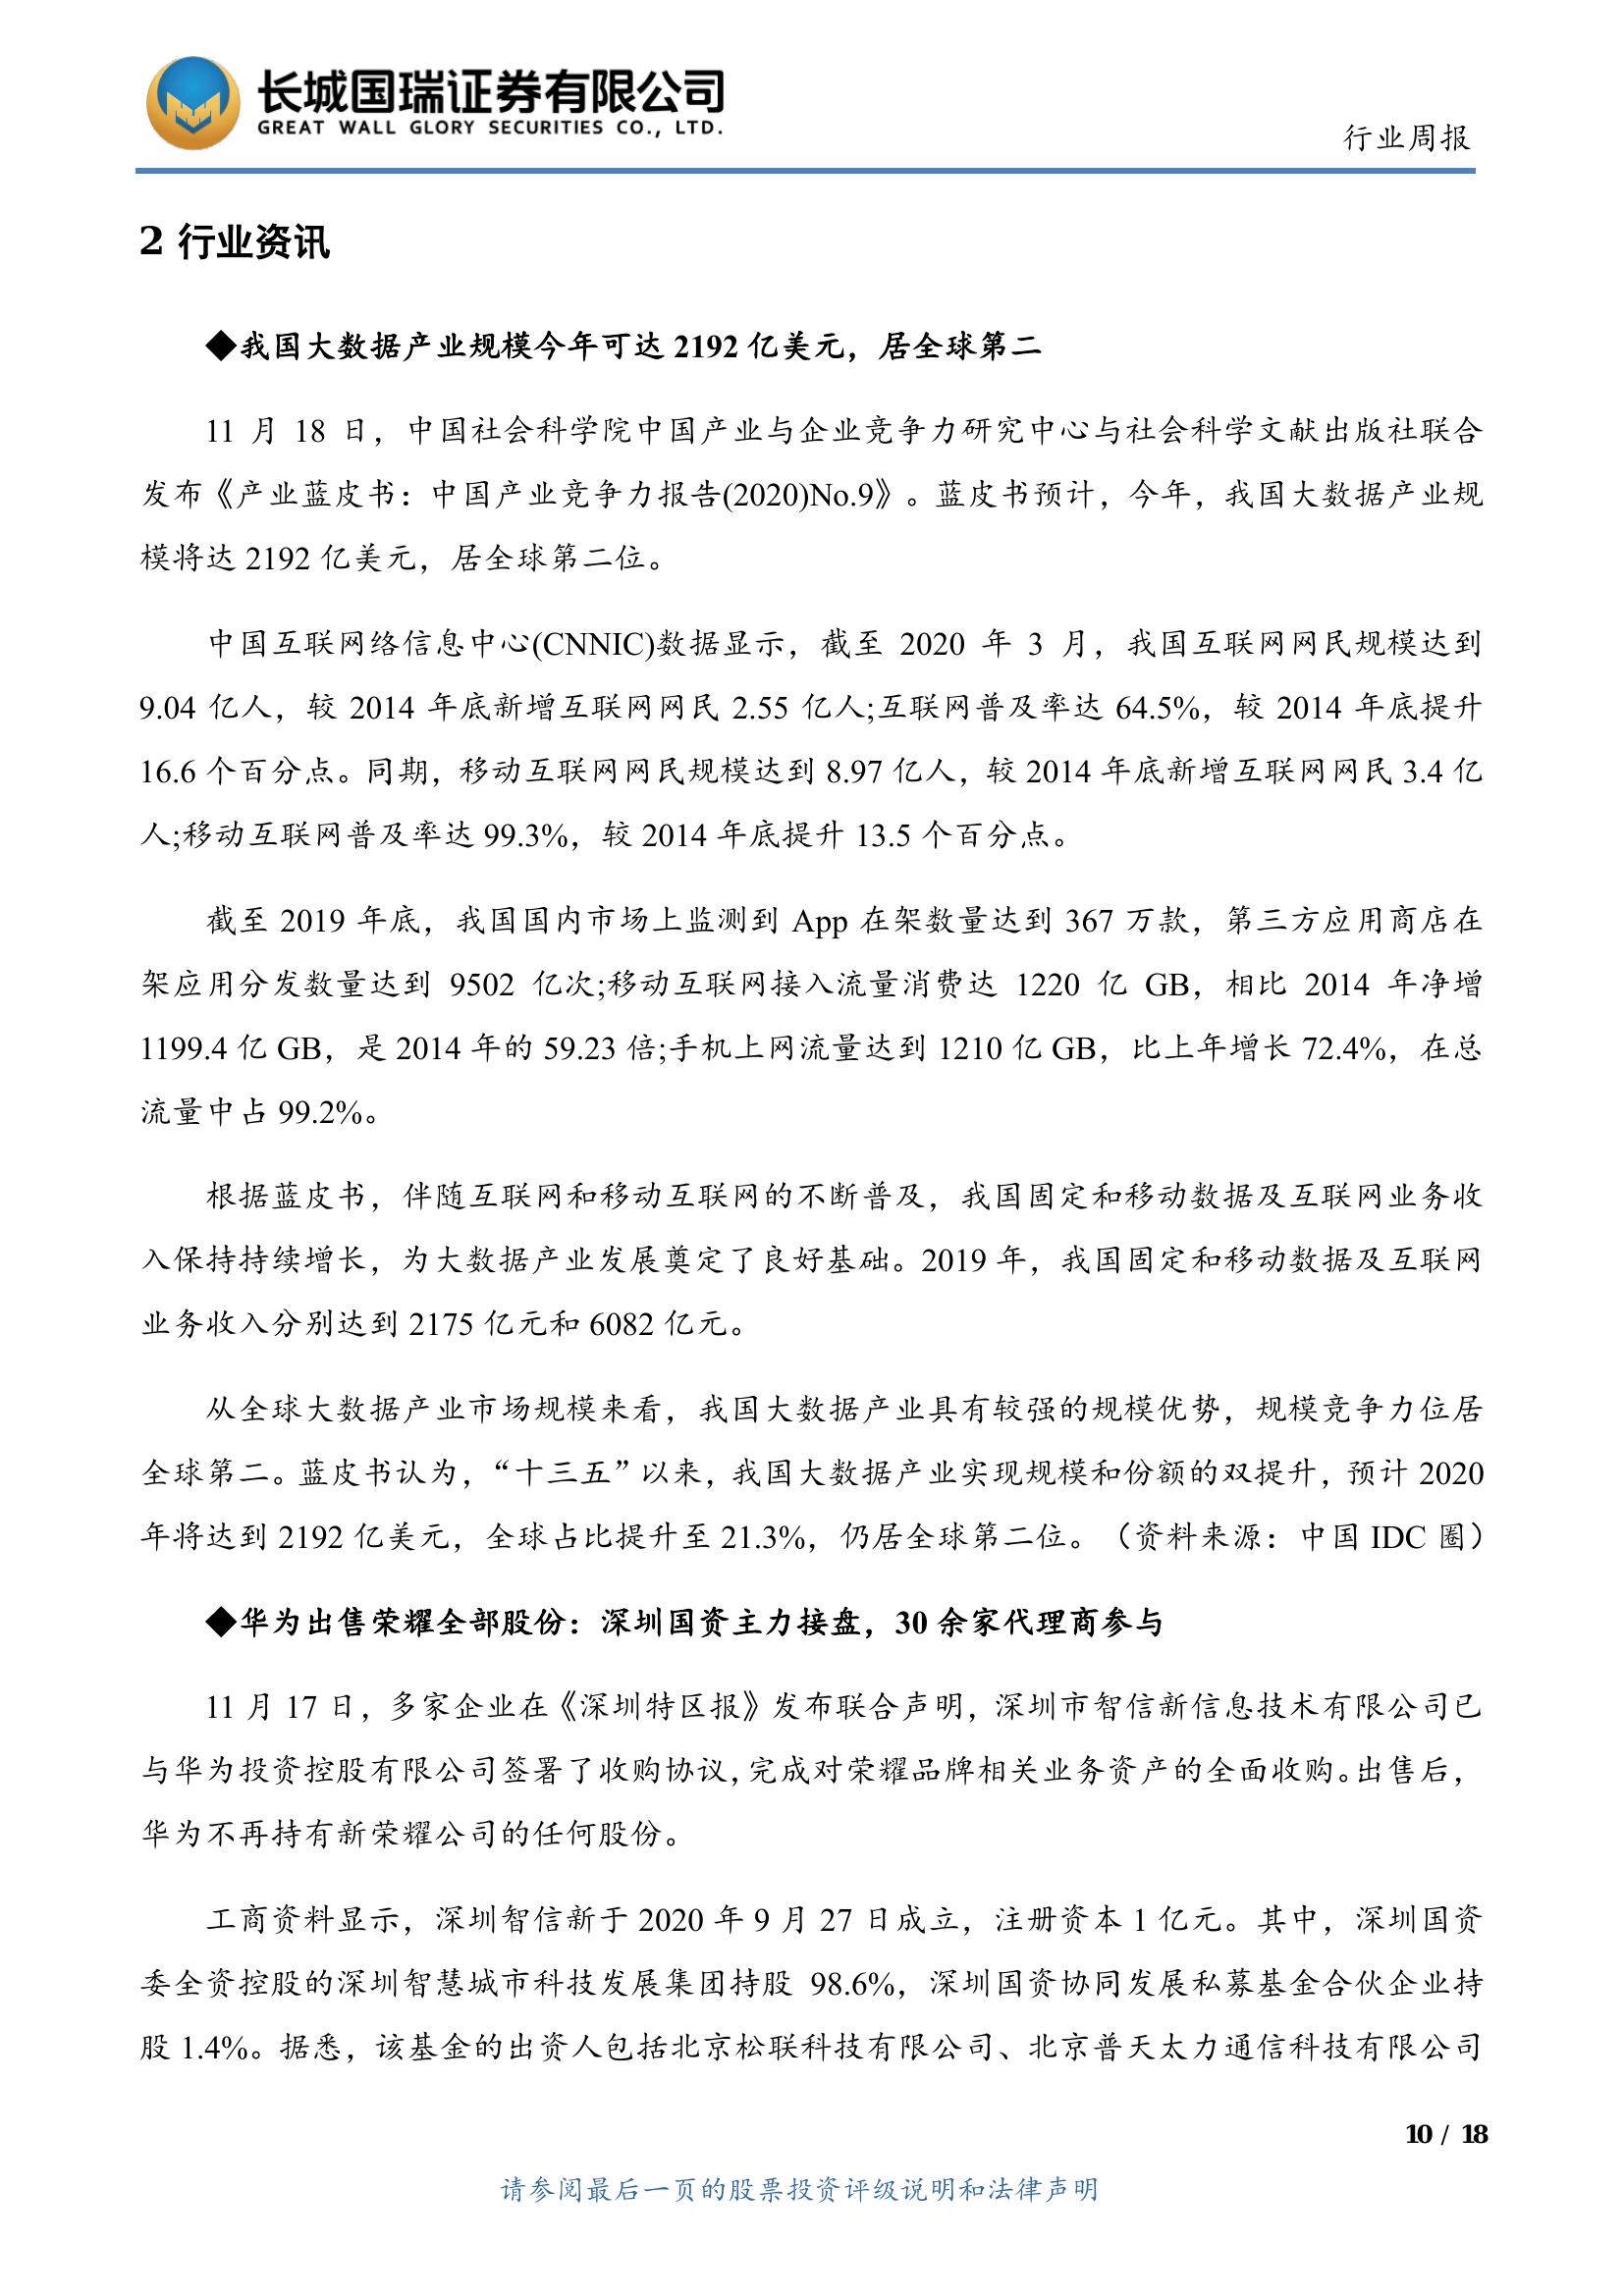 长城国瑞证券有限公司
GREAT WALL GLORY SECURITIES CO., LTD.
行业周报
2 行业资讯
◆我国大数据产业规模今年可达 2192 亿美元，居全球第二
11 月 18 日，中国社会科学院中国产业与企业竞争力研究中心与社会科学文献出版社联合
发布《产业蓝皮书：中国产业竞争力报告(2020)No.9》。蓝皮书预计，今年，我国大数据产业规
模将达 2192 亿美元，居全球第二位。
中国互联网络信息中心(CNNIC)数据显示，截至 2020 年 3 月，我国互联网网民规模达到
9.04 亿人，较 2014 年底新增互联网网民 2.55 亿人;互联网普及率达 64.5%，较 2014 年底提升
16.6 个百分点。同期，移动互联网网民规模达到 8.97 亿人，较 2014 年底新增互联网网民 3.4 亿
人;移动互联网普及率达 99.3%，较 2014 年底提升 13.5 个百分点。
截至 2019 年底，我国国内市场上监测到 App 在架数量达到 367 万款，第三方应用商店在
架应用分发数量达到 9502 亿次;移动互联网接入流量消费达 1220 亿 GB，相比 2014 年净增
1199.4 亿 GB，是 2014 年的 59.23 倍;手机上网流量达到 1210 亿 GB，比上年增长 72.4%，在总
流量中占 99.2%。
根据蓝皮书，伴随互联网和移动互联网的不断普及，我国固定和移动数据及互联网业务收
入保持持续增长，为大数据产业发展奠定了良好基础。2019 年，我国固定和移动数据及互联网
业务收入分别达到 2175 亿元和 6082 亿元。
从全球大数据产业市场规模来看，我国大数据产业具有较强的规模优势，规模竞争力位居
全球第二。蓝皮书认为，“十三五”以来，我国大数据产业实现规模和份额的双提升，预计 2020
年将达到 2192 亿美元，全球占比提升至 21.3%，仍居全球第二位。（资料来源：中国 IDC 圈）
◆华为出售荣耀全部股份：深圳国资主力接盘，30 余家代理商参与
11 月 17 日，多家企业在《深圳特区报》发布联合声明，深圳市智信新信息技术有限公司已
与华为投资控股有限公司签署了收购协议，完成对荣耀品牌相关业务资产的全面收购。出售后，
华为不再持有新荣耀公司的任何股份。
工商资料显示，深圳智信新于 2020 年 9 月 27 日成立，注册资本 1 亿元。其中，深圳国资
委全资控股的深圳智慧城市科技发展集团持股 98.6%，深圳国资协同发展私募基金合伙企业持
股 1.4%。据悉，该基金的出资人包括北京松联科技有限公司、北京普天太力通信科技有限公司
10 / 18
请参阅最后一页的股票投资评级说明和法律声明